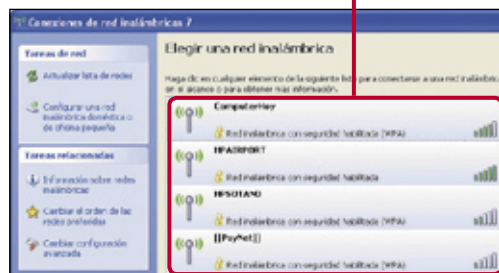 Conexiones de red inalámbricas 7
Tareas de red
Actualizar lista de redes
Configurar una red
inalámbrica doméstica o
de oficina pequeña
Tareas relacionadas
Información sobre redes
inalámbricas
Cambiar el orden de las
redes preferidas
Cambiar configuración
avanzada
Elegir una red inalámbrica
Haga clic en cualquier elemento de la siguiente lista para conectarse a una red inalámbrica
en el alcance o para obtener más información.
ComputerHoy
Red inalámbrica con seguridad habilitada (WPA)
HPAIRPORT
Red inalámbrica con seguridad habilitada
HPSOTANO
Red inalámbrica con seguridad habilitada (WPA)
[[PsyNet]]
Red inalámbrica con seguridad habilitada (WPA)